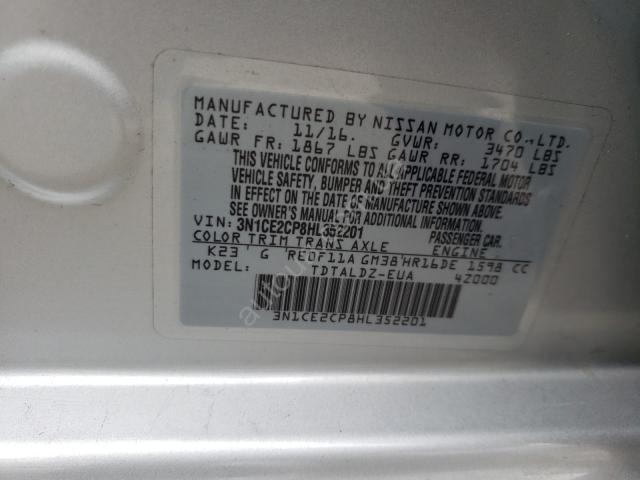 MANUFACTURED BY NISSAN MOTOR CO.,LTD.
DATE: 11/16. GVWR: 3470 LBS
GAWR FR: 1867 LBS GAWR RR: 1704 LBS
THIS VEHICLE CONFORMS TO ALL APPLICABLE FEDERAL MOTOR
VEHICLE SAFETY, BUMPER AND THEFT PREVENTION STANDARDS
IN EFFECT ON THE DATE OF MANUFACTURE SHOWN ABOVE.
SEE OWNER'S MANUAL FOR ADDITIONAL INFORMATION.
VIN: 3N1CE2CP8HL352201 PASSENGER CAR.
COLOR TRIM TRANS AXLE ENGINE
K23 G RE0F11A GM38 HR16DE 1598 CC
MODEL: TDTALDZ-EUA 4Z000
3N1CE2CP8HL352201